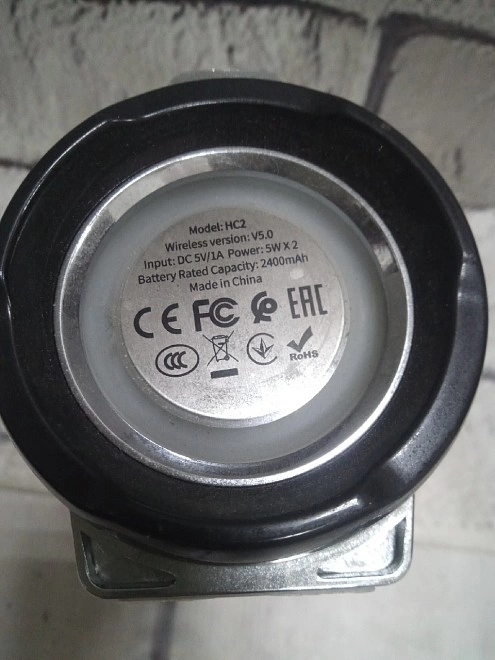 Model: HC2
Wireless version: V5.0
Input: DC 5V/1A Power: 5W X 2
Battery Rated Capacity: 2400mAh
Made in China
CE FC EAC
CCC RoHS